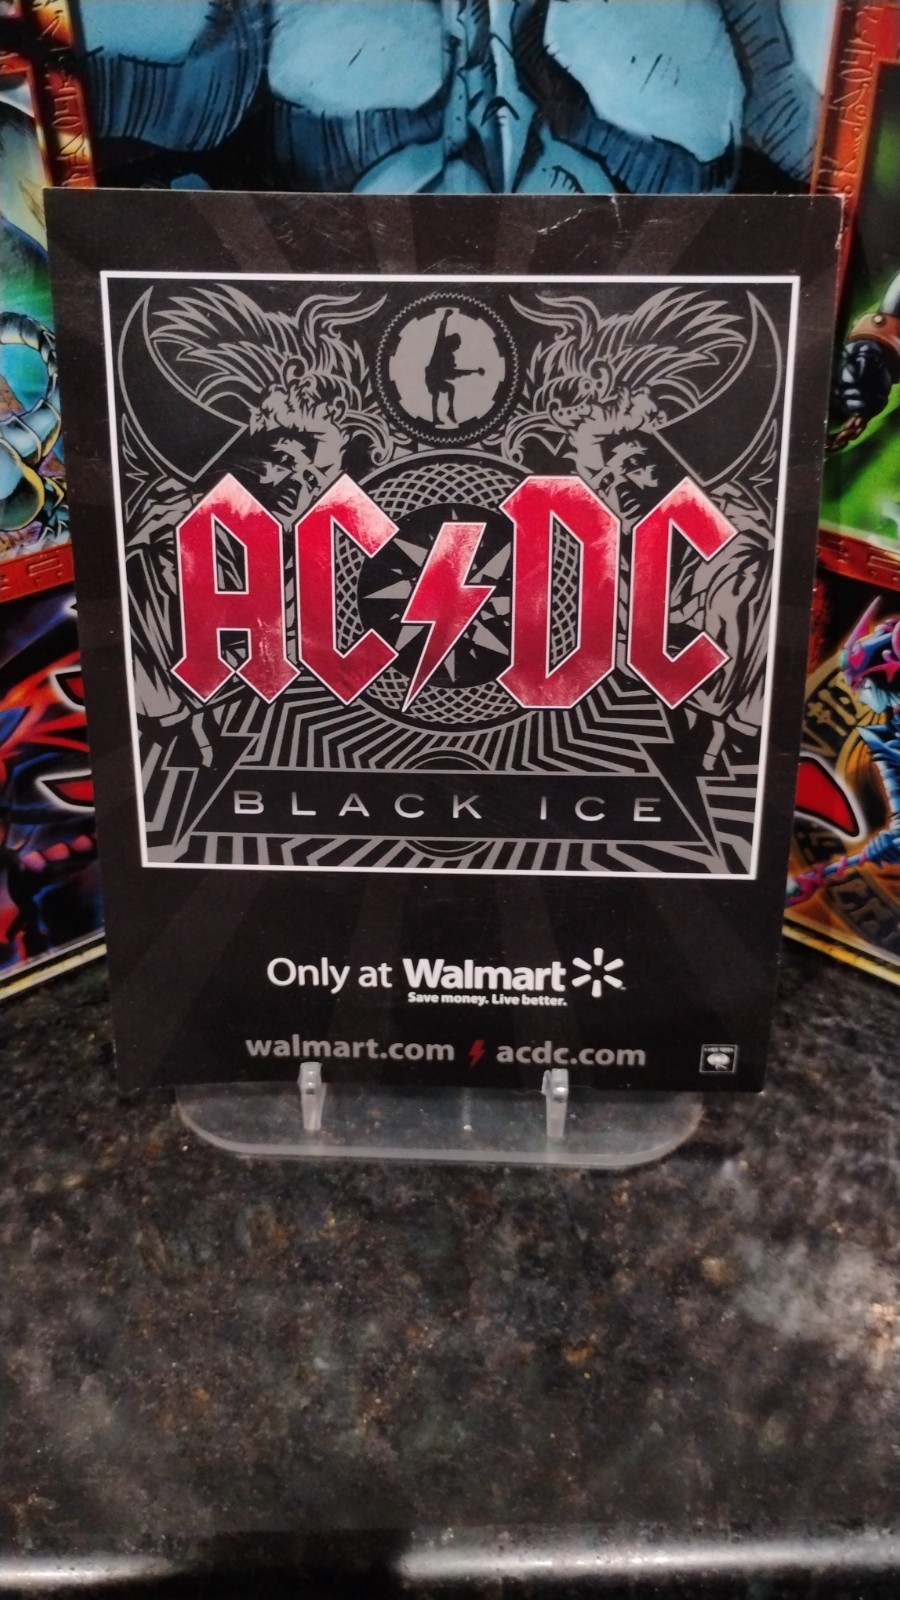 AC⚡DC
BLACK ICE
Only at Walmart
Save money. Live better.
walmart.com ⚡ acdc.com